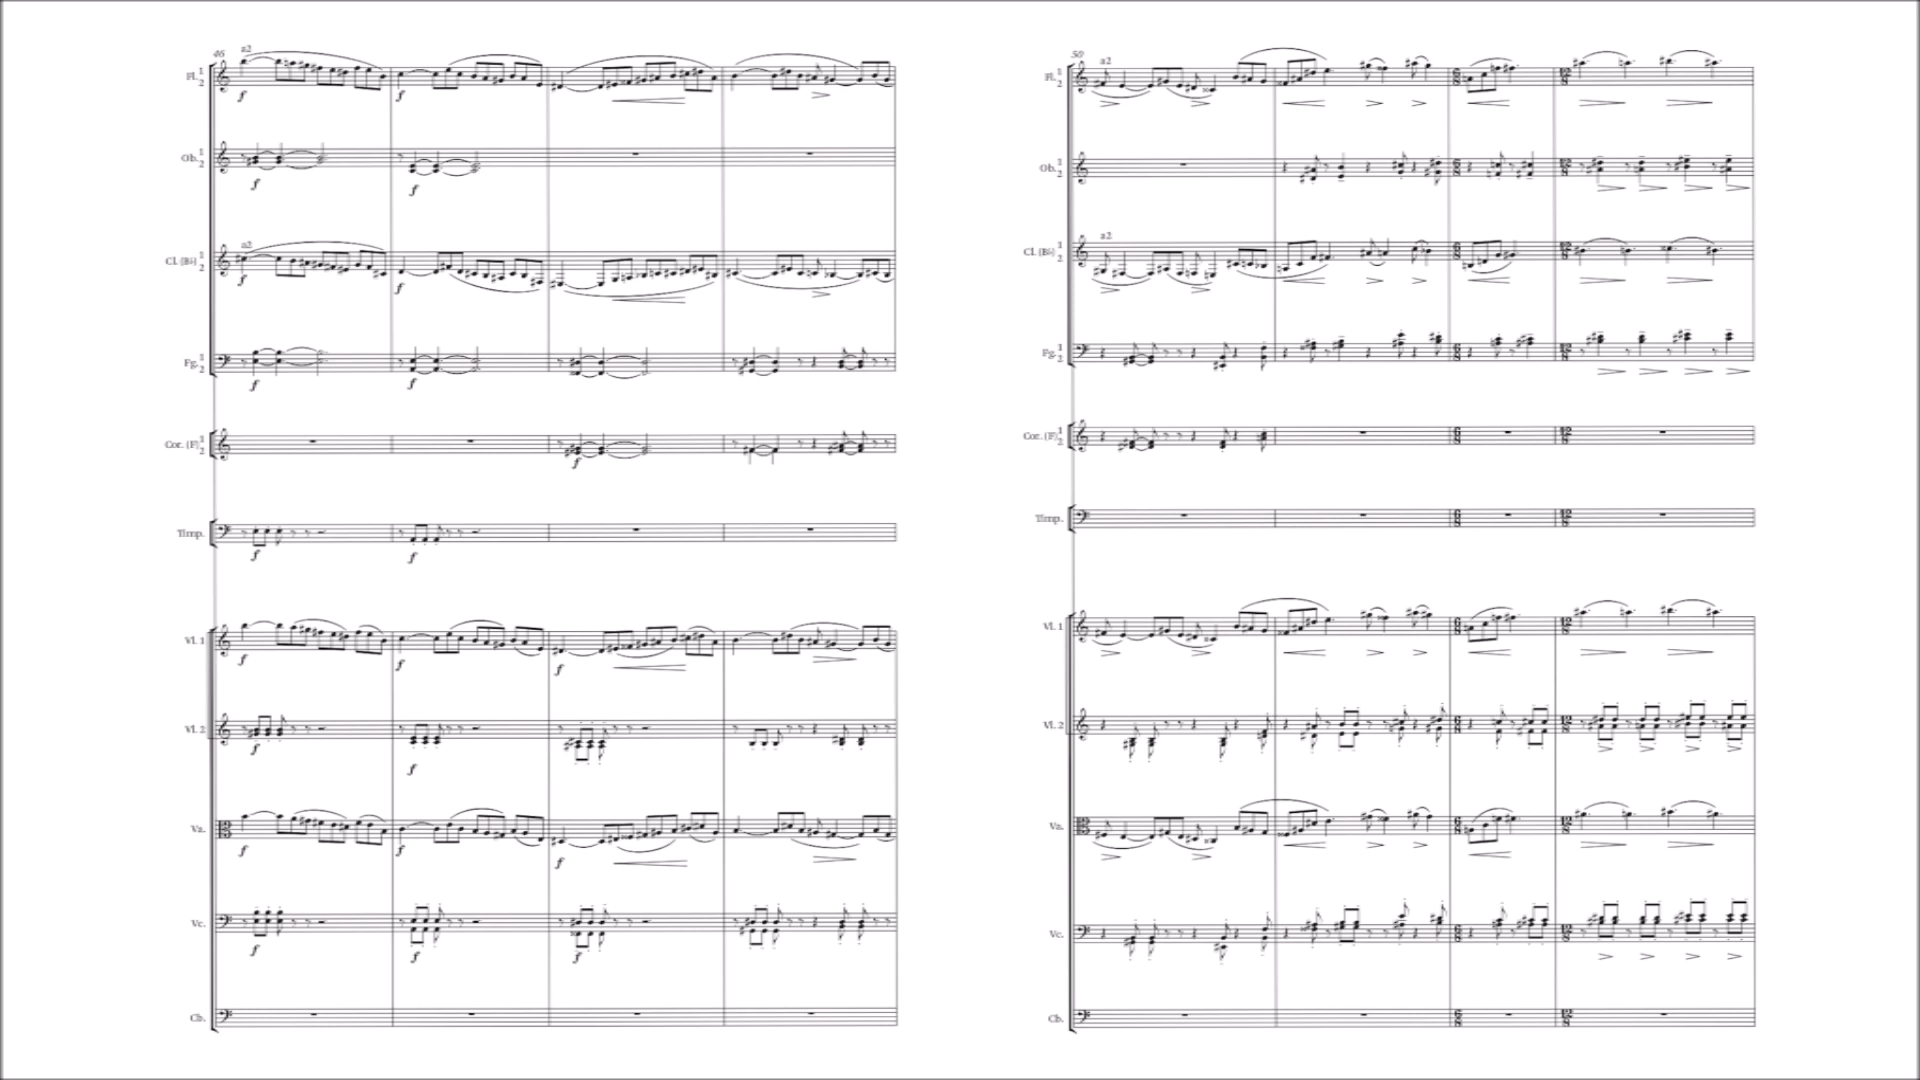 46
a2
Fl. 1 2
f
f
Ob. 1 2
f
f
a2
Cl. (B♭) 1 2
f
f
Fg. 1 2
f
f
Cor. (F) 1 2
f
Timp.
f
f
Vl. 1
f
f
f
Vl. 2
f
f
Va.
f
f
f
Vc.
f
f
f
Cb.
50
a2
Fl. 1 2
6 8
12 8
Ob. 1 2
6 8
12 8
a2
Cl. (B♭) 1 2
6 8
12 8
Fg. 1 2
6 8
12 8
Cor. (F) 1 2
6 8
12 8
Timp.
6 8
12 8
Vl. 1
6 8
12 8
Vl. 2
6 8
12 8
Va.
6 8
12 8
Vc.
6 8
12 8
Cb.
6 8
12 8